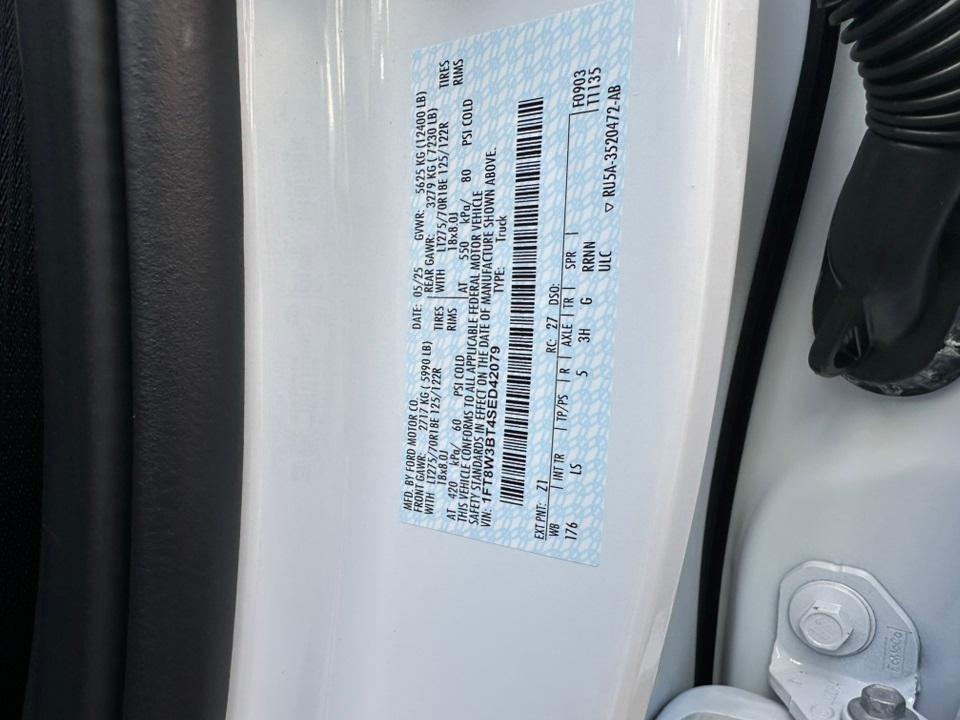 MFD. BY FORD MOTOR CO.
DATE: 05/25 GVWR: 5625 KG (12400 LB)
FRONT GAWR: 2717 KG ( 5990 LB) REAR GAWR: 3279 KG ( 7230 LB)
WITH LT275/70R18E 125/122R TIRES WITH LT275/70R18E 125/122R TIRES
18x8.0J RIMS 18x8.0J RIMS
AT 420 kPa/ 60 PSI COLD AT 550 kPa/ 80 PSI COLD
THIS VEHICLE CONFORMS TO ALL APPLICABLE FEDERAL MOTOR VEHICLE
SAFETY STANDARDS IN EFFECT ON THE DATE OF MANUFACTURE SHOWN ABOVE.
VIN: 1FT8W3BT4SED42079 TYPE: Truck
EXT PNT: Z1 RC: 27 DSO: F0903
WB INT TR TP/PS R AXLE TR SPR TT1135
176 LS 5 3H G RRNN
ULC
▽ RU5A-3520472-AB